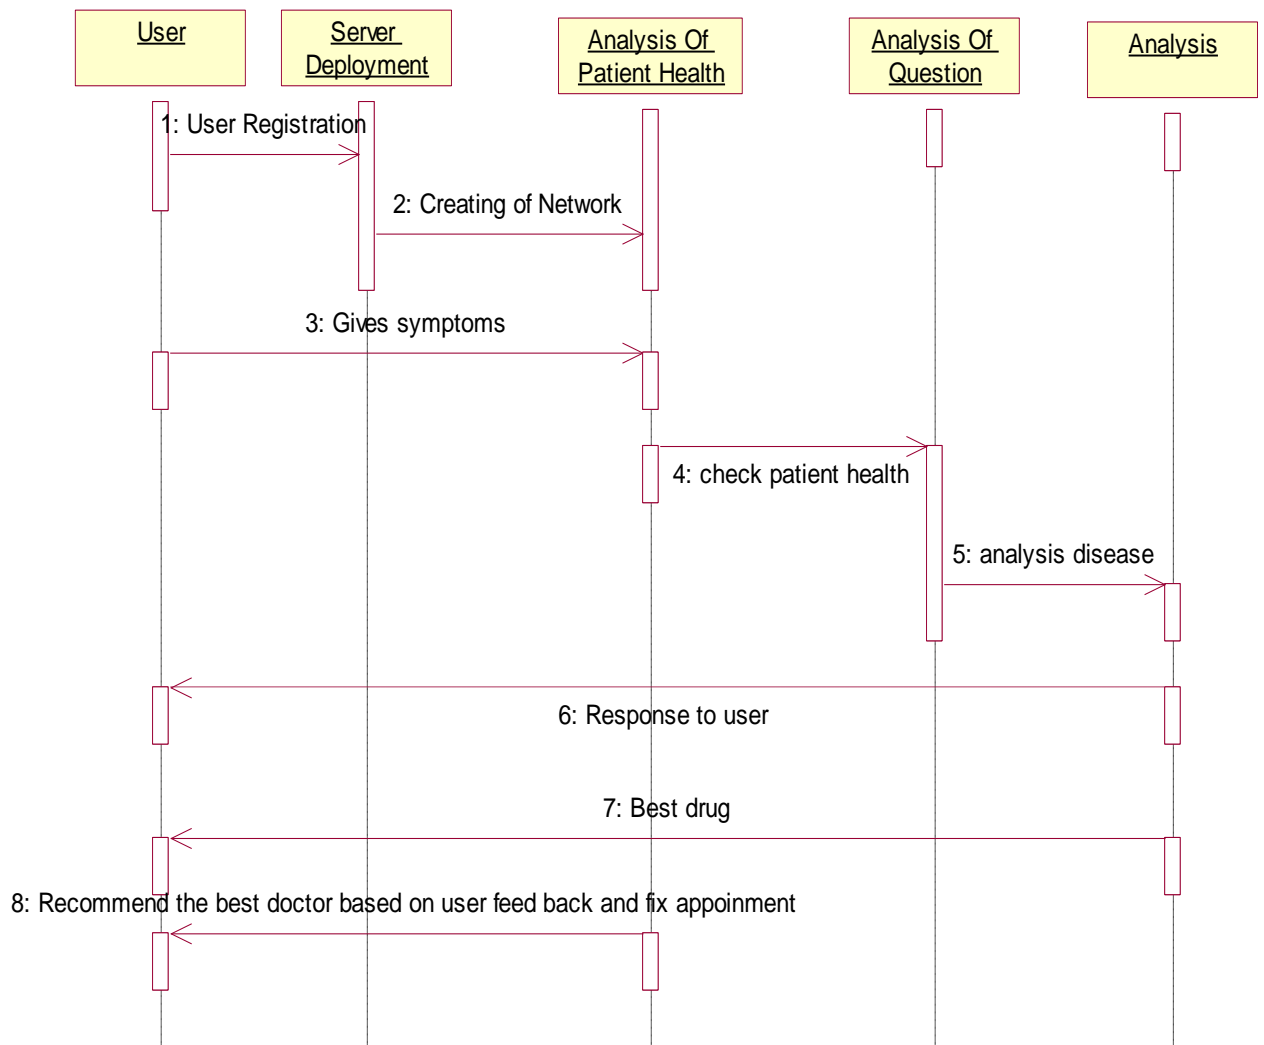 User
Server
Deployment
Analysis Of
Patient Health
Analysis Of
Question
Analysis
1: User Registration
2: Creating of Network
3: Gives symptoms
4: check patient health
5: analysis disease
6: Response to user
7: Best drug
8: Recommend the best doctor based on user feed back and fix appoinment